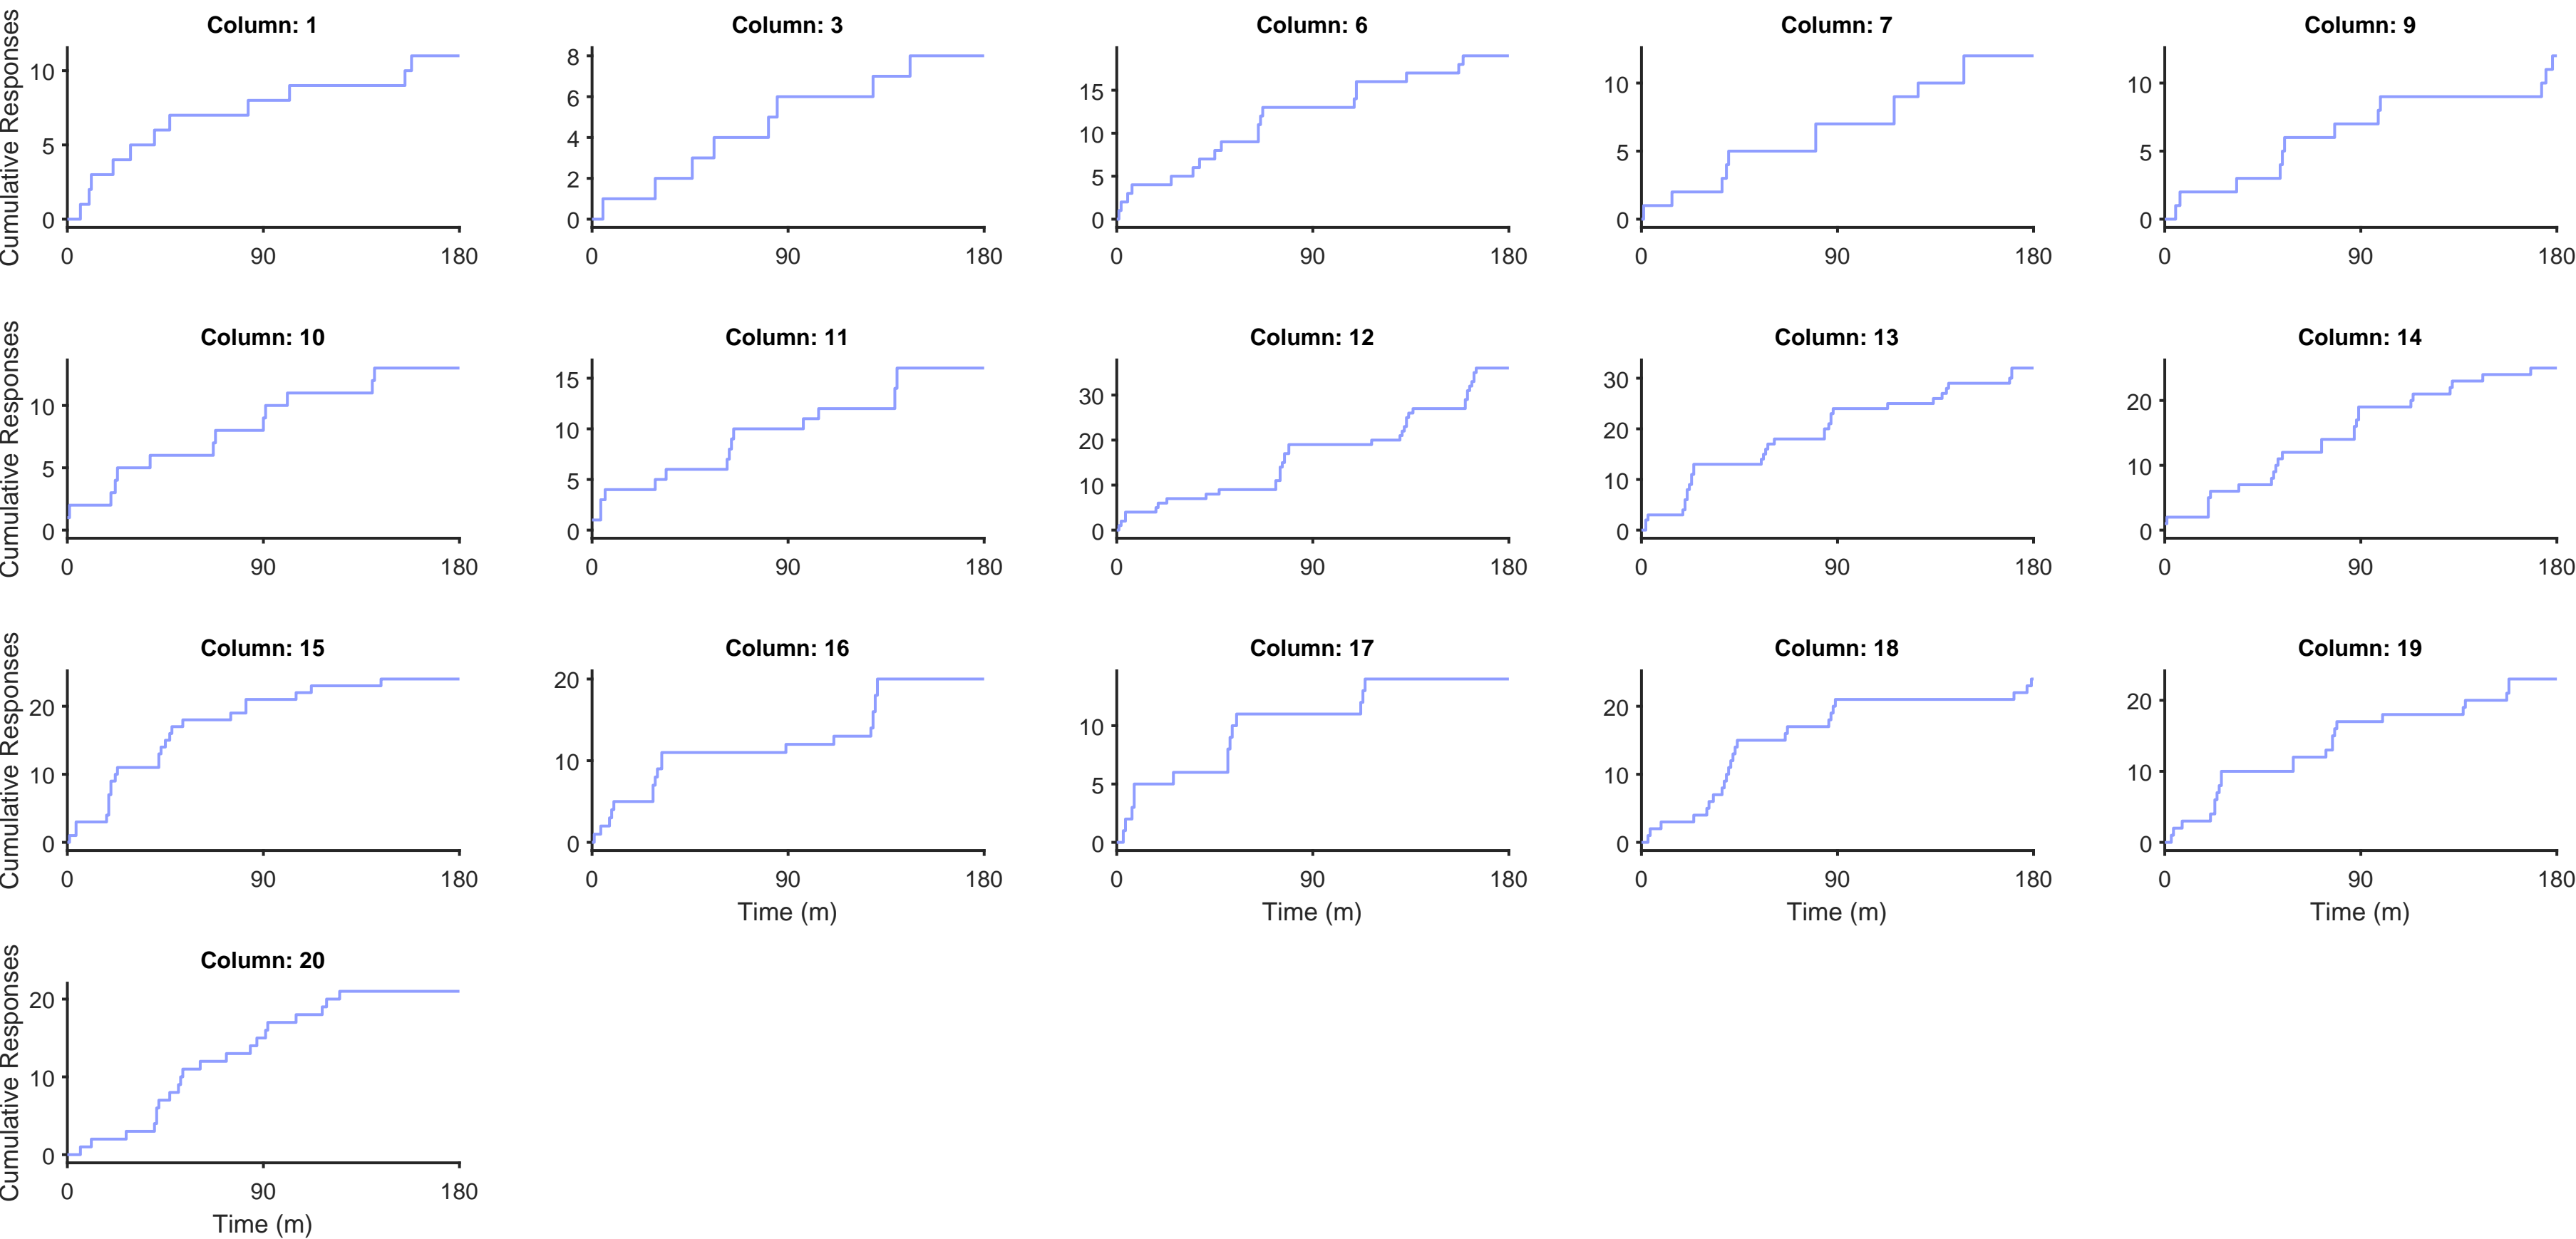 Column: 1
Column: 3
Column: 6
Column: 7
Column: 9
Cumulative Responses
10
5
0
0 90 180
8
6
4
2
0
0 90 180
15
10
5
0
0 90 180
10
5
0
0 90 180
10
5
0
0 90 180
Column: 10
Column: 11
Column: 12
Column: 13
Column: 14
Cumulative Responses
10
5
0
0 90 180
15
10
5
0
0 90 180
30
20
10
0
0 90 180
30
20
10
0
0 90 180
20
10
0
0 90 180
Column: 15
Column: 16
Column: 17
Column: 18
Column: 19
Cumulative Responses
20
10
0
0 90 180
20
10
0
0 90 180
Time (m)
10
5
0
0 90 180
Time (m)
20
10
0
0 90 180
Time (m)
20
10
0
0 90 180
Time (m)
Column: 20
Cumulative Responses
20
10
0
0 90 180
Time (m)